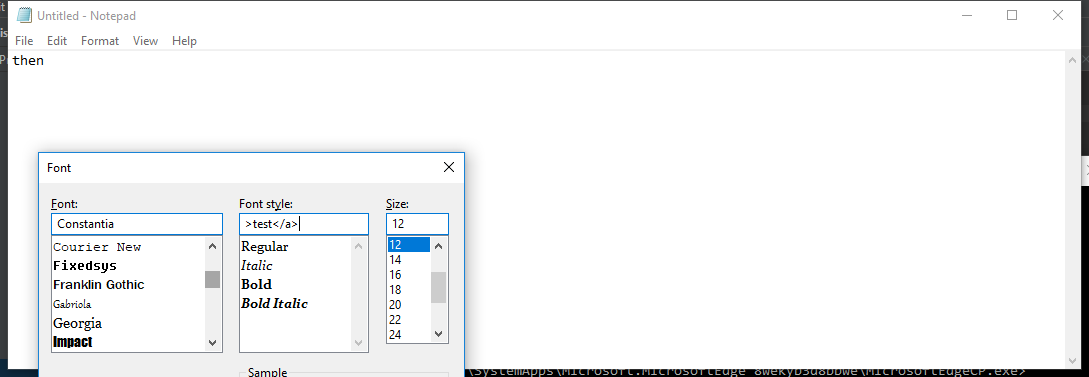 Untitled - Notepad
File Edit Format View Help
then
Font
Font: Font style: Size:
Constantia >test</a> 12
Courier New Regular 12
Fixedsys Italic 14
Franklin Gothic Bold 16
Gabriola Bold Italic 18
Georgia 20
Impact 22
24
Sample
\SystemApps\Microsoft.MicrosoftEdge_8wekyb3d8bbwe\MicrosoftEdgeCP.exe>